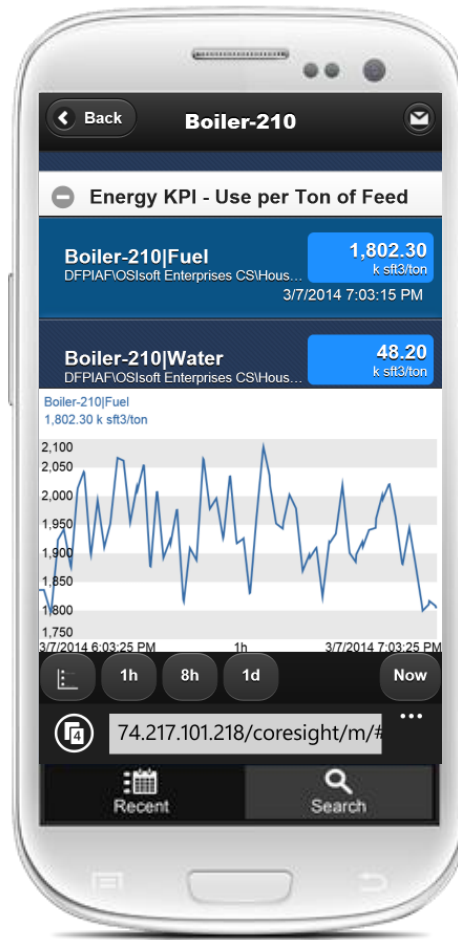 Back
Boiler-210
Energy KPI - Use per Ton of Feed
Boiler-210|Fuel
1,802.30
DFPIAF\OSIsoft Enterprises CS\Hous...
k sft3/ton
3/7/2014 7:03:15 PM
Boiler-210|Water
48.20
DFPIAF\OSIsoft Enterprises CS\Hous...
k sft3/ton
Boiler-210|Fuel
1,802.30 k sft3/ton
2,100
2,050
2,000
1,950
1,900
1,850
1,800
1,750
3/7/2014 6:03:25 PM 1h 3/7/2014 7:03:25 PM
1h 8h 1d Now
4 74.217.101.218/coresight/m/# ...
Recent Search